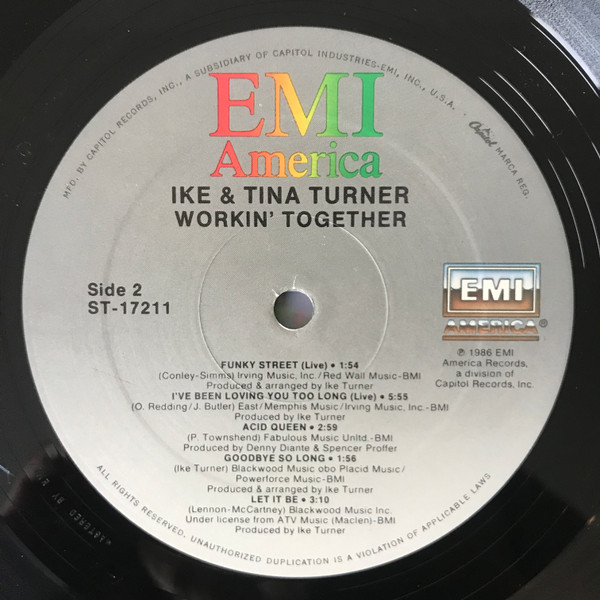 MFD. BY CAPITOL RECORDS, INC., A SUBSIDIARY OF CAPITOL INDUSTRIES-EMI, INC., U.S.A.
Capitol MARCA REG.
EMI
America
IKE & TINA TURNER
WORKIN' TOGETHER
Side 2
ST-17211
EMI
AMERICA®
℗ 1986 EMI
America Records,
a division of
Capitol Records, Inc.
FUNKY STREET (Live) • 1:54
(Conley-Simms) Irving Music, Inc./Red Wall Music-BMI
Produced & arranged by Ike Turner
I'VE BEEN LOVING YOU TOO LONG (Live) • 5:55
(O. Redding/J. Butler) East/Memphis Music/Irving Music, Inc.-BMI
ACID QUEEN • 2:59
(P. Townshend) Fabulous Music Unltd.-BMI
Produced by Denny Diante & Spencer Proffer
GOODBYE SO LONG • 1:56
(Ike Turner) Blackwood Music obo Placid Music/
Powerforce Music-BMI
Produced & arranged by Ike Turner
LET IT BE • 3:10
(Lennon-McCartney) Blackwood Music Inc.
Under license from ATV Music (Maclen)-BMI
Produced by Ike Turner
ALL RIGHTS RESERVED. UNAUTHORIZED DUPLICATION IS A VIOLATION OF APPLICABLE LAWS
MASTERED BY